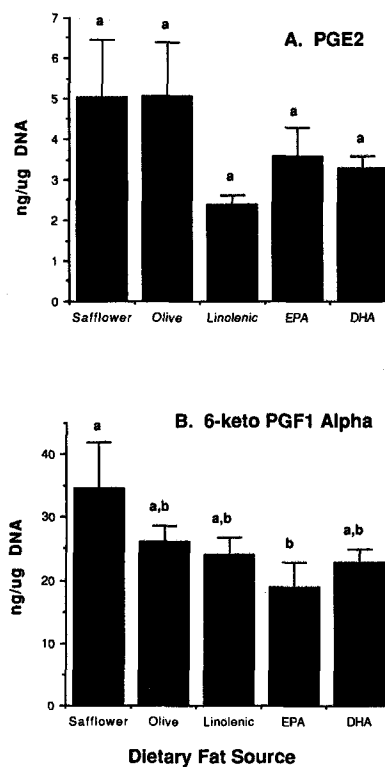 A. PGE2
7
6
5
4
3
2
1
0
ng/ug DNA
a a a a a
Safflower Olive Linolenic EPA DHA
B. 6-keto PGF1 Alpha
40
30
20
10
0
ng/ug DNA
a a,b a,b b a,b
Safflower Olive Linolenic EPA DHA
Dietary Fat Source